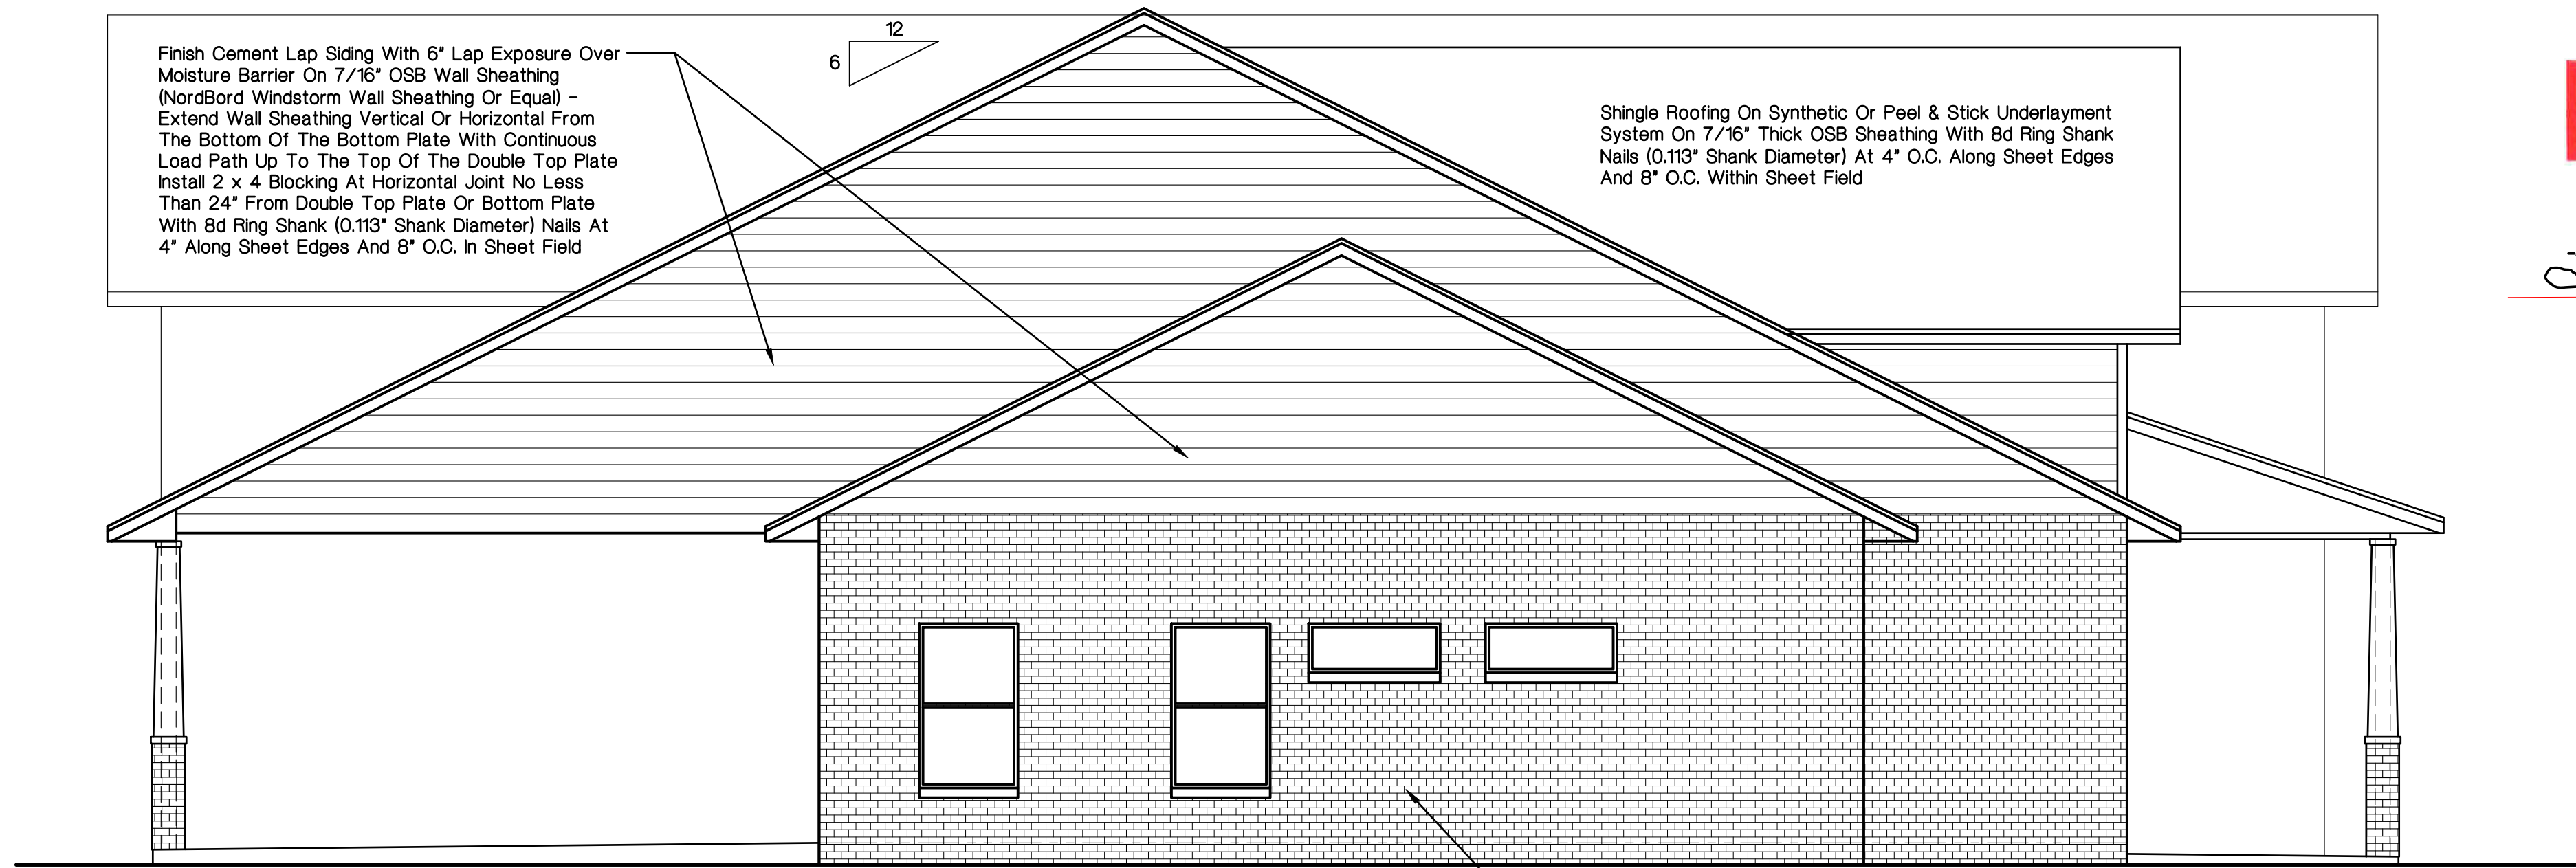 Finish Cement Lap Siding With 6" Lap Exposure Over
Moisture Barrier On 7/16" OSB Wall Sheathing
(NordBord Windstorm Wall Sheathing Or Equal) -
Extend Wall Sheathing Vertical Or Horizontal From
The Bottom Of The Bottom Plate With Continuous
Load Path Up To The Top Of The Double Top Plate
Install 2 x 4 Blocking At Horizontal Joint No Less
Than 24" From Double Top Plate Or Bottom Plate
With 8d Ring Shank (0.113" Shank Diameter) Nails At
4" Along Sheet Edges And 8" O.C. In Sheet Field
12
6
Shingle Roofing On Synthetic Or Peel & Stick Underlayment
System On 7/16" Thick OSB Sheathing With 8d Ring Shank
Nails (0.113" Shank Diameter) At 4" O.C. Along Sheet Edges
And 8" O.C. Within Sheet Field